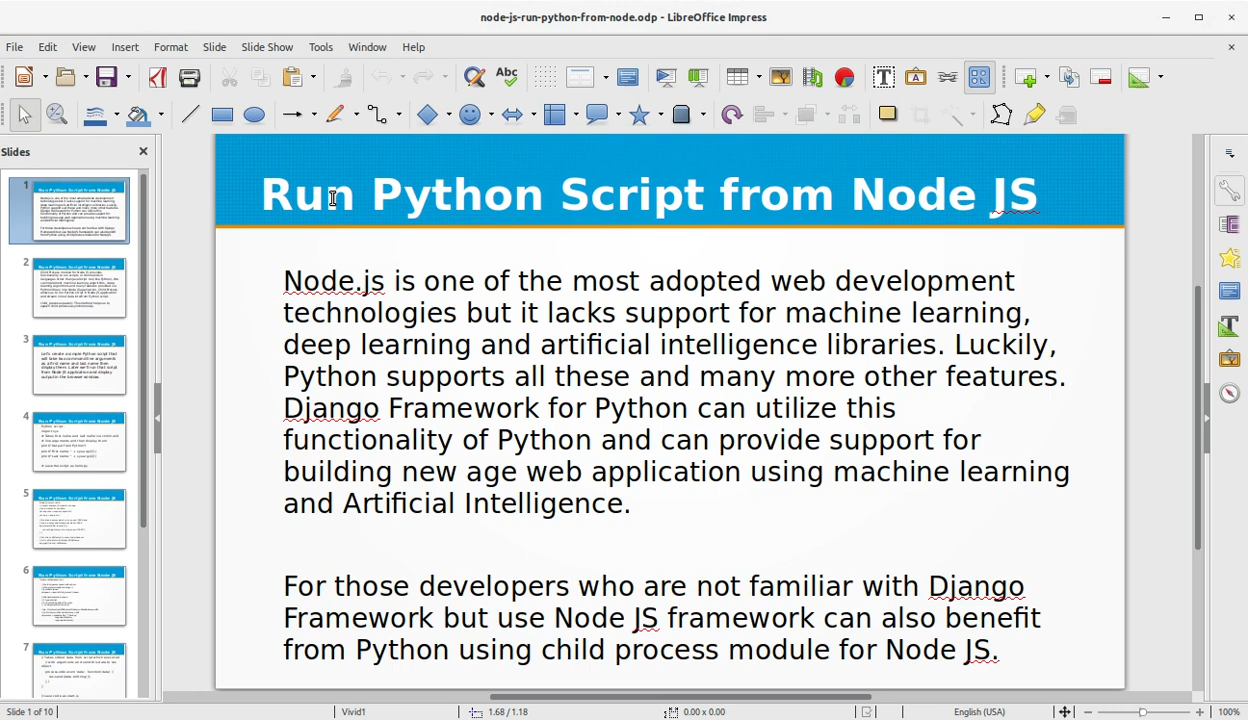 node-js-run-python-from-node.odp - LibreOffice Impress
File Edit View Insert Format Slide Slide Show Tools Window Help
Abc
Slides
1
2
3
4
5
6
7
Run Python Script from Node JS
Node.js is one of the most adopted web development
technologies but it lacks support for machine learning,
deep learning and artificial intelligence libraries. Luckily,
Python supports all these and many more other features.
Django Framework for Python can utilize this
functionality of Python and can provide support for
building new age web application using machine learning
and Artificial Intelligence.
For those developers who are not familiar with Django
Framework but use Node JS framework can also benefit
from Python using child process module for Node JS.
Slide 1 of 10 Vivid1 1.68 / 1.18 0.00 x 0.00 English (USA) 100%